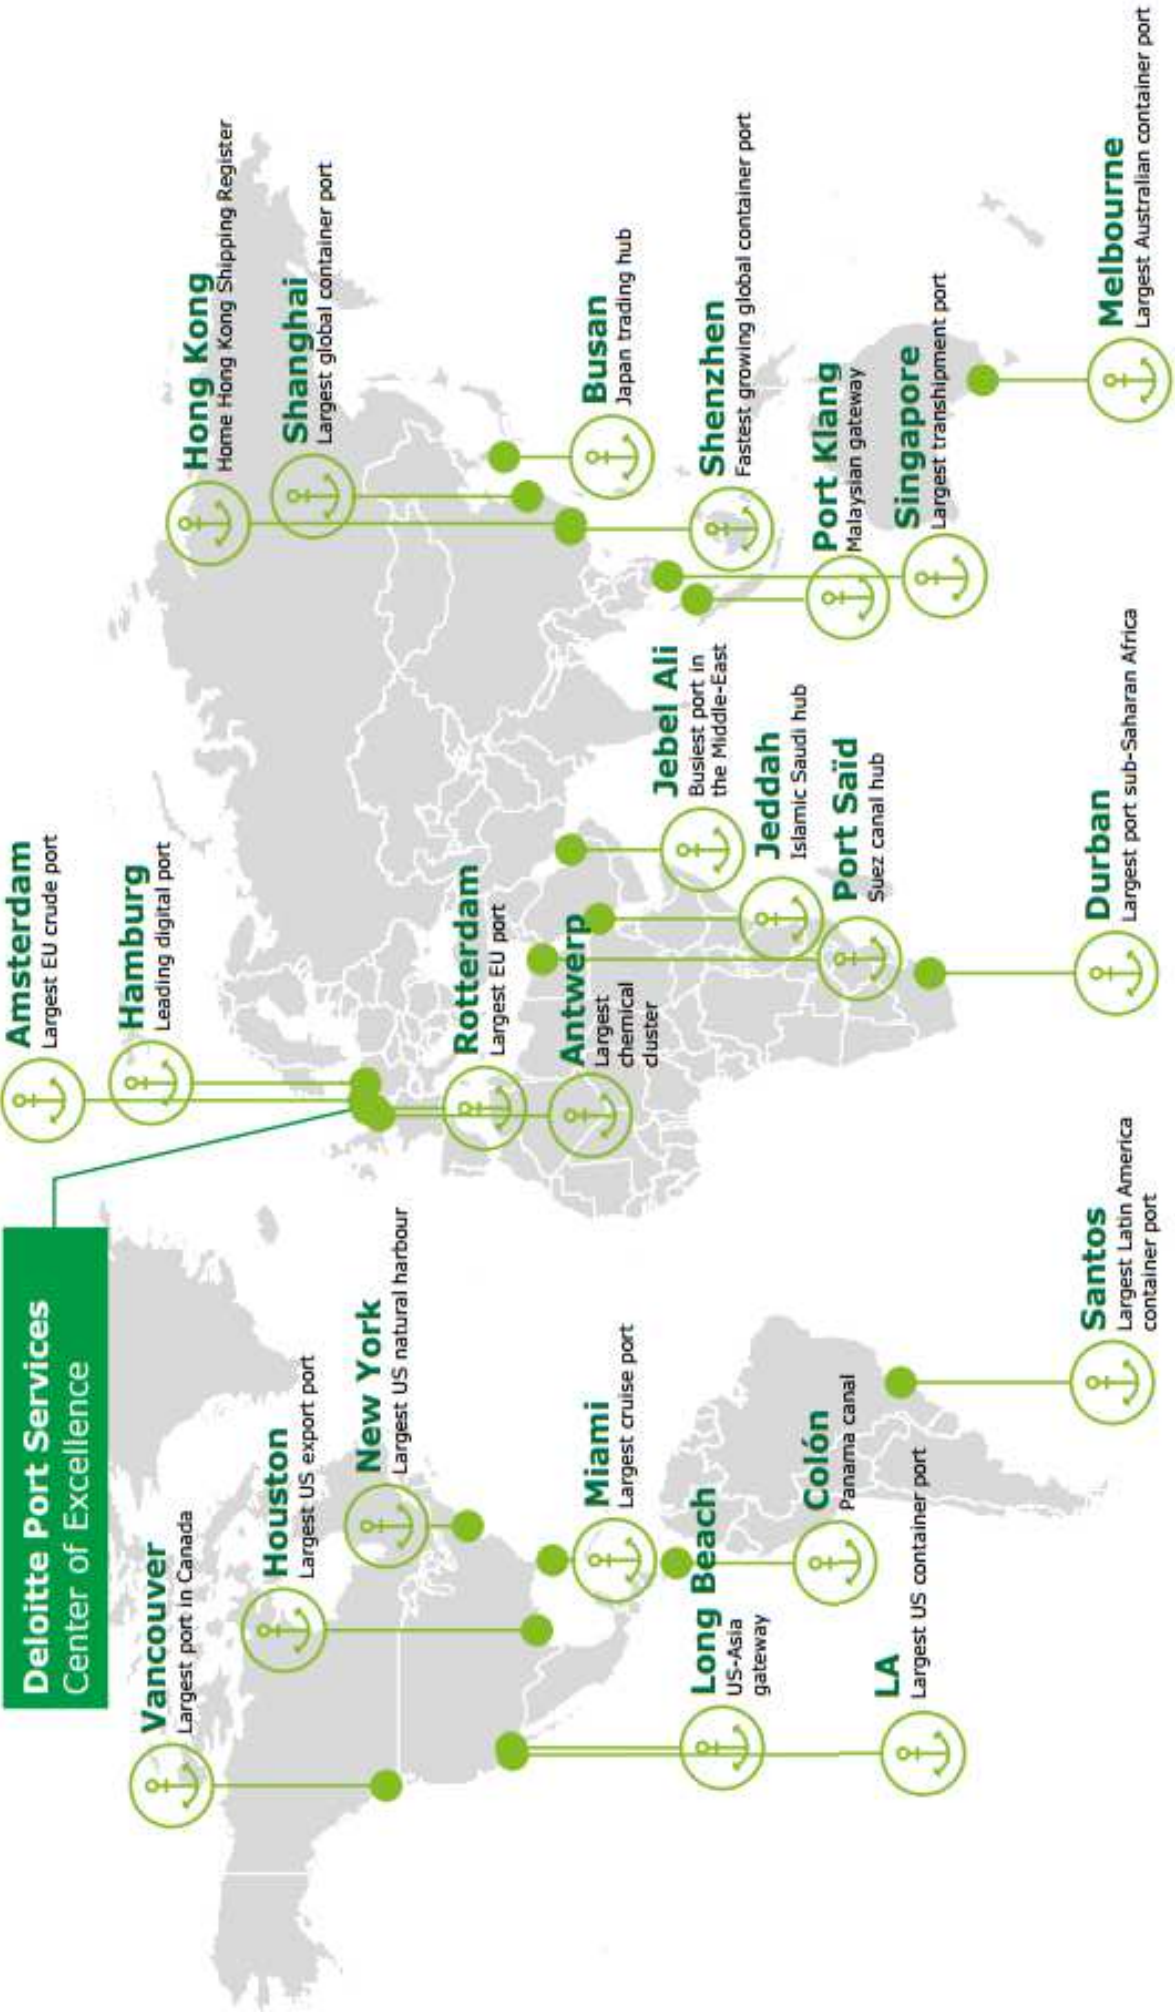 Deloitte Port Services
Center of Excellence
Amsterdam
Largest EU crude port
Hamburg
Leading digital port
Vancouver
Largest port in Canada
Houston
Largest US export port
New York
Largest US natural harbour
Hong Kong
Home Hong Kong Shipping Register
Shanghai
Largest global container port
Rotterdam
Largest EU port
Antwerp
Largest
chemical
cluster
Busan
Japan trading hub
Miami
Largest cruise port
Long Beach
US-Asia
gateway
Jebel Ali
Busiest port in
the Middle-East
Shenzhen
Fastest growing global container port
Jeddah
Islamic Saudi hub
Colón
Panama canal
Port Saïd
Suez canal hub
Port Klang
Malaysian gateway
LA
Largest US container port
Singapore
Largest transhipment port
Santos
Largest Latin America
container port
Durban
Largest port sub-Saharan Africa
Melbourne
Largest Australian container port